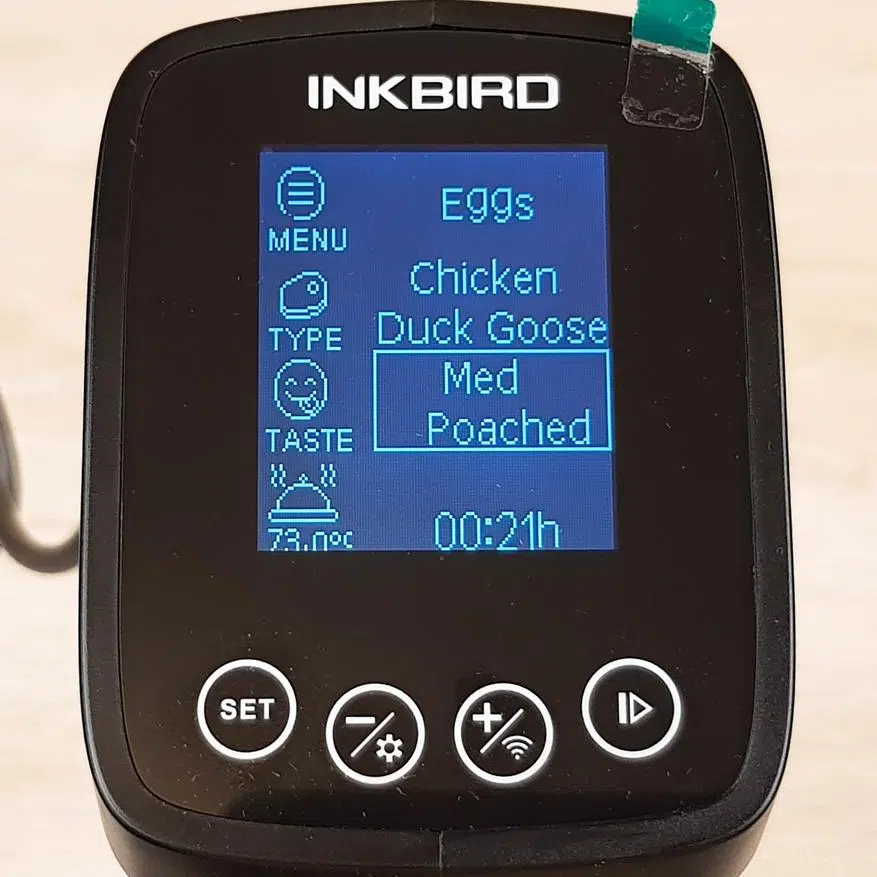 INKBIRD
MENU
Eggs
TYPE
Chicken
Duck Goose
TASTE
Med
Poached
73.0ºc
00:21h
SET